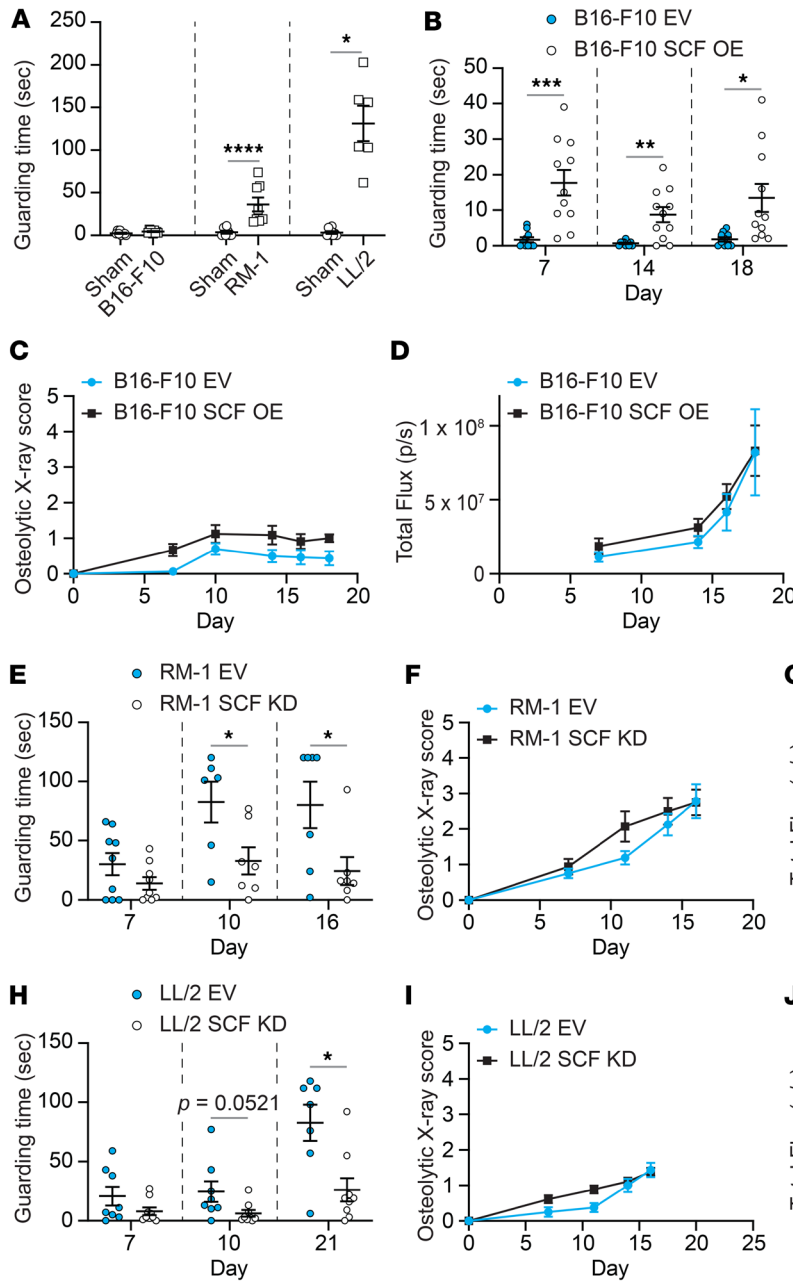 A
Guarding time (sec)
250
200
150
100
50
0
*
****
Sham
B16-F10
Sham
RM-1
Sham
LL/2
B
B16-F10 EV
B16-F10 SCF OE
Guarding time (sec)
50
40
30
20
10
0
***
**
*
7
14
18
Day
C
B16-F10 EV
B16-F10 SCF OE
Osteolytic X-ray score
5
4
3
2
1
0
0
5
10
15
20
Day
D
B16-F10 EV
B16-F10 SCF OE
Total Flux (p/s)
1 x 10⁸
5 x 10⁷
0
0
5
10
15
20
Day
E
RM-1 EV
RM-1 SCF KD
Guarding time (sec)
150
100
50
0
*
*
7
10
16
Day
F
RM-1 EV
RM-1 SCF KD
Osteolytic X-ray score
5
4
3
2
1
0
0
5
10
15
20
Day
H
LL/2 EV
LL/2 SCF KD
Guarding time (sec)
150
100
50
0
p = 0.0521
*
7
10
21
Day
I
LL/2 EV
LL/2 SCF KD
Osteolytic X-ray score
5
4
3
2
1
0
0
5
10
15
20
25
Day